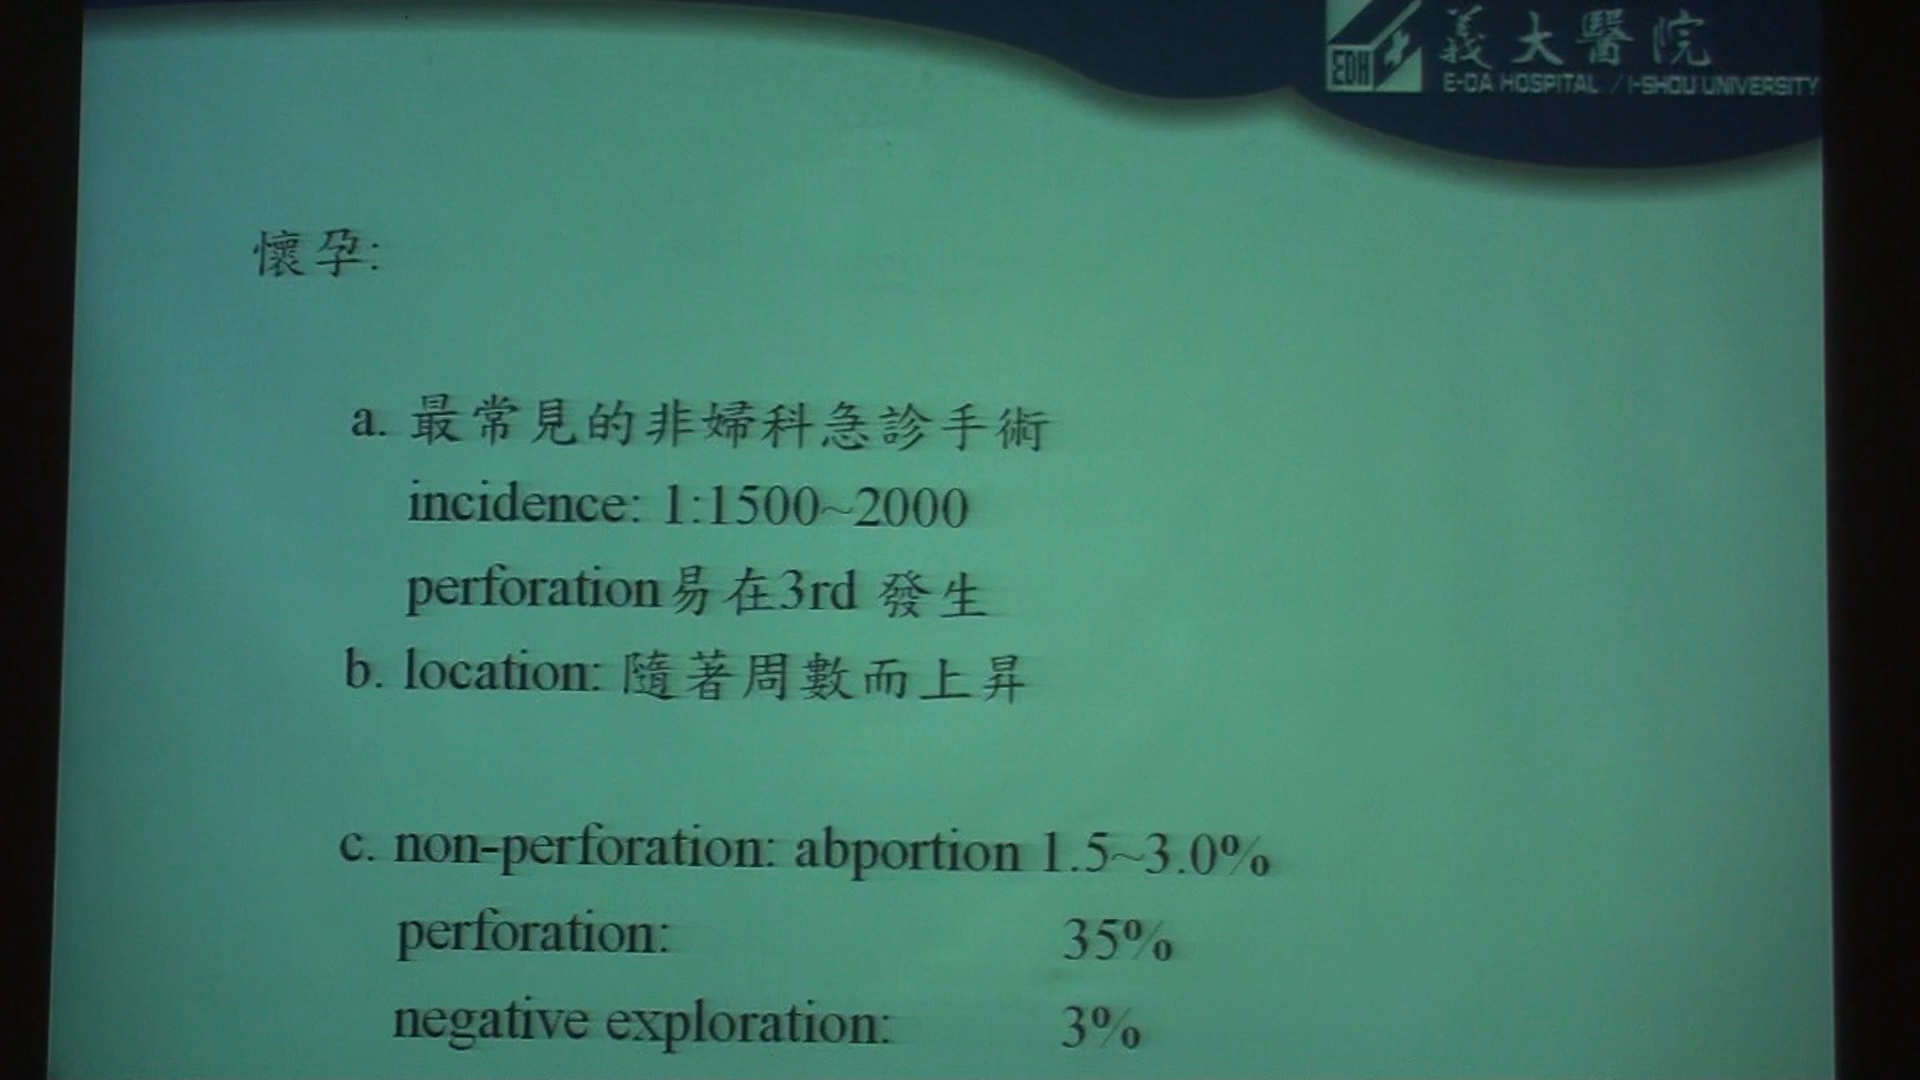 EDH 義大醫院
E-DA HOSPITAL / I-SHOU UNIVERSITY
懷孕:
a. 最常見的非婦科急診手術
incidence: 1:1500~2000
perforation易在3rd 發生
b. location: 隨著周數而上昇
c. non-perforation: abportion 1.5~3.0%
perforation: 35%
negative exploration: 3%